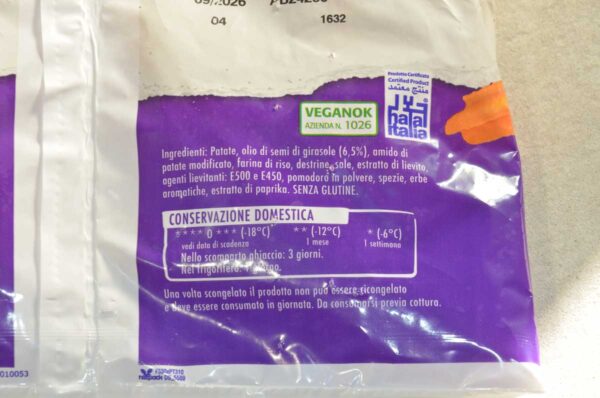 09/2026
04 1632
Prodotto Certificato
Certified Product
منتج معتمد
halal
italia
VEGANOK
AZIENDA N. 1026
Ingredienti: Patate, olio di semi di girasole (6,5%), amido di
patate modificato, farina di riso, destrine, sale, estratto di lievito,
agenti lievitanti: E500 e E450, pomodoro in polvere, spezie, erbe
aromatiche, estratto di paprika. SENZA GLUTINE.
CONSERVAZIONE DOMESTICA
**** O *** (-18°C) ** (-12°C) * (-6°C)
vedi data di scadenza 1 mese 1 settimana
Nello scomparto ghiaccio: 3 giorni.
Nel frigorifero: 1 giorno.
Una volta scongelato il prodotto non può essere ricongelato
e deve essere consumato in giornata. Da consumarsi previa cottura.
010053